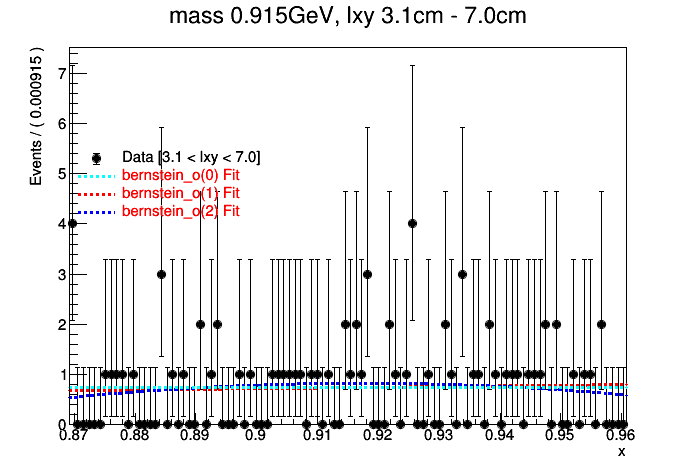 mass 0.915GeV, lxy 3.1cm - 7.0cm
Events / ( 0.000915 )
7
6
5
4
3
2
1
0
Data [3.1 < lxy < 7.0]
bernstein_o(0) Fit
bernstein_o(1) Fit
bernstein_o(2) Fit
0.87 0.88 0.89 0.9 0.91 0.92 0.93 0.94 0.95 0.96
x